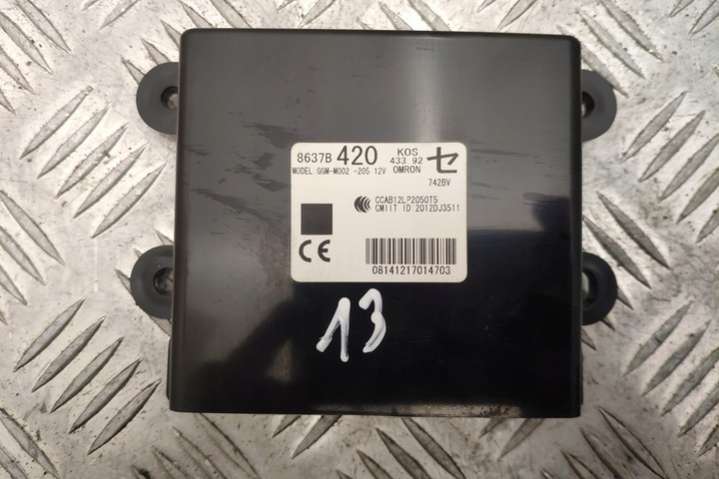 8637B 420 KOS
433.92 セ
MODEL GGM-M002 -205 12V OMRON
742BV
CCAB12LP2050T5
CMIIT ID:2012DJ3511
CE
08141217014703
13